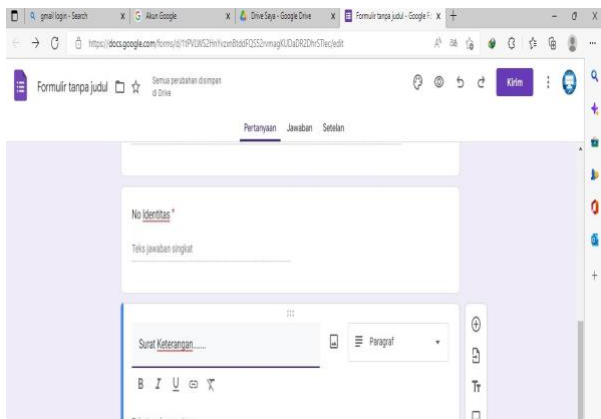 gmail login - Search
Akun Google
Drive Saya - Google Drive
Formulir tanpa judul - Google F
Formulir tanpa judul
Semua perubahan disimpan
di Drive
Kirim
Pertanyaan Jawaban Setelan
No Identitas *
Teks jawaban singkat
Surat Keterangan.......
Paragraf
B I U
Tт